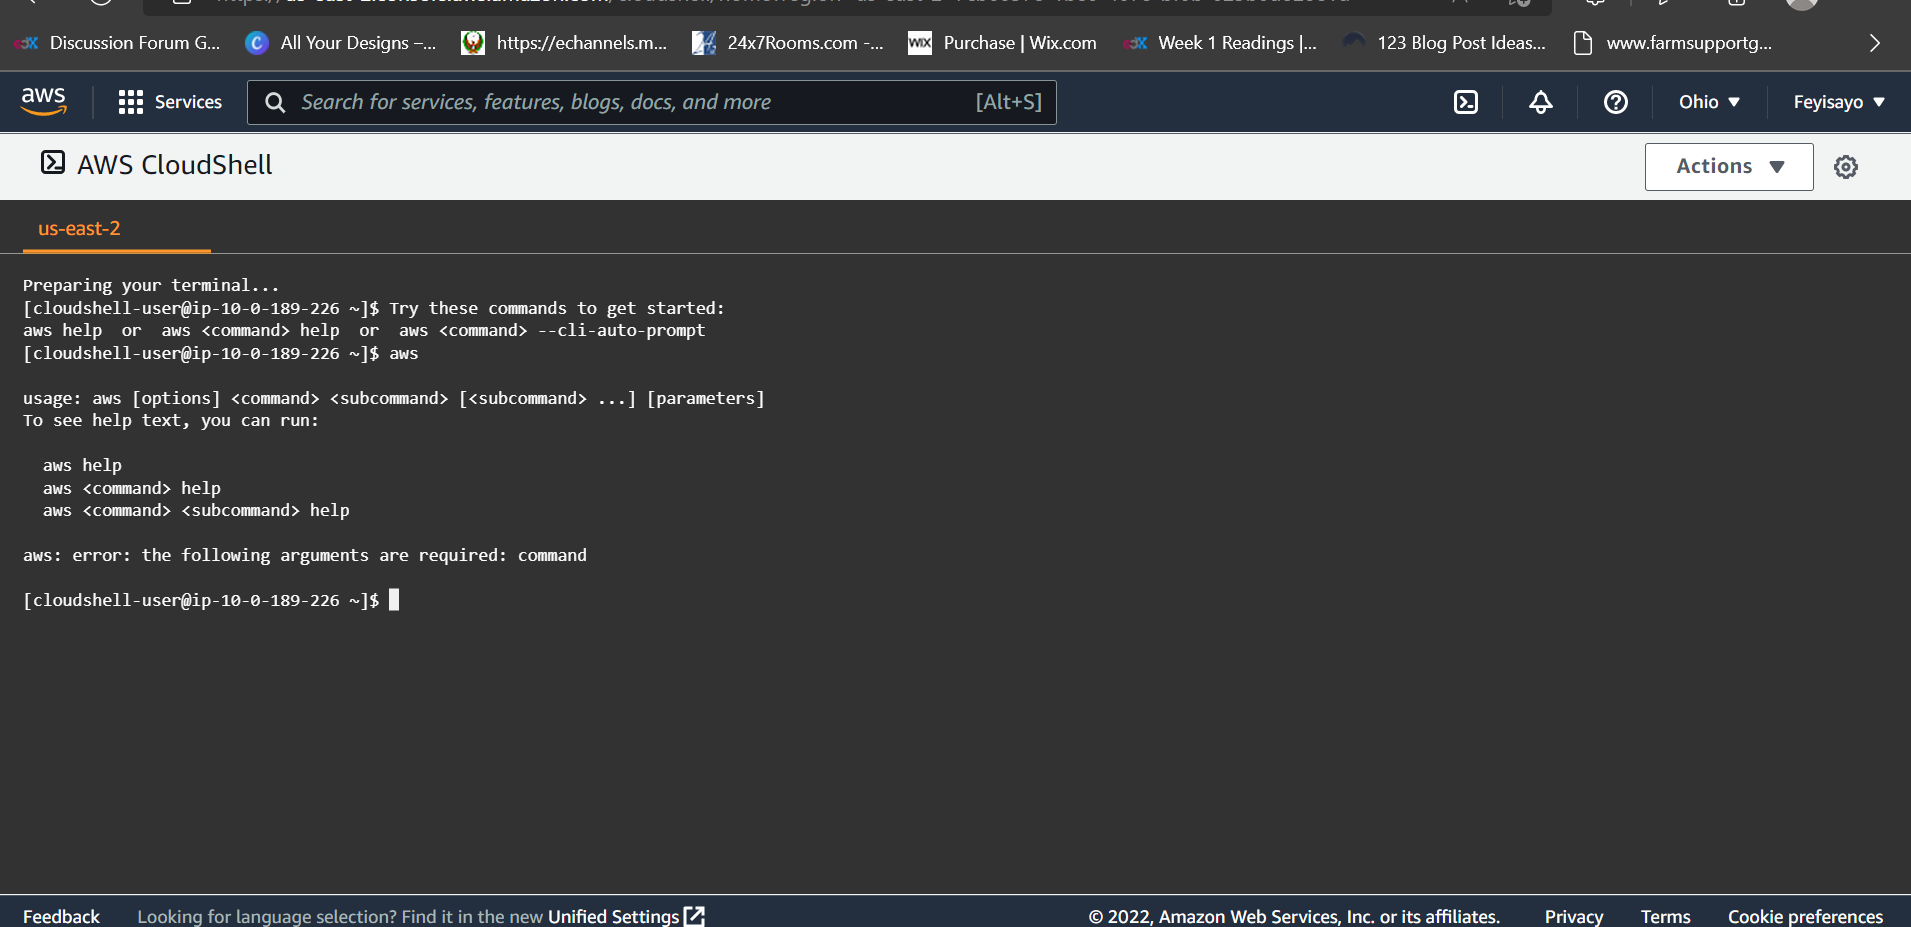 Discussion Forum G...
All Your Designs –...
https://echannels.m...
24x7Rooms.com -...
WIX
Purchase | Wix.com
Week 1 Readings |...
123 Blog Post Ideas...
www.farmsupportg...
aws
Services
Search for services, features, blogs, docs, and more
[Alt+S]
Ohio
Feyisayo
AWS CloudShell
Actions
us-east-2
Preparing your terminal...
[cloudshell-user@ip-10-0-189-226 ~]$ Try these commands to get started:
aws help  or  aws <command> help  or  aws <command> --cli-auto-prompt
[cloudshell-user@ip-10-0-189-226 ~]$ aws
usage: aws [options] <command> <subcommand> [<subcommand> ...] [parameters]
To see help text, you can run:
aws help
aws <command> help
aws <command> <subcommand> help
aws: error: the following arguments are required: command
[cloudshell-user@ip-10-0-189-226 ~]$
Feedback
Looking for language selection? Find it in the new Unified Settings
© 2022, Amazon Web Services, Inc. or its affiliates.
Privacy
Terms
Cookie preferences